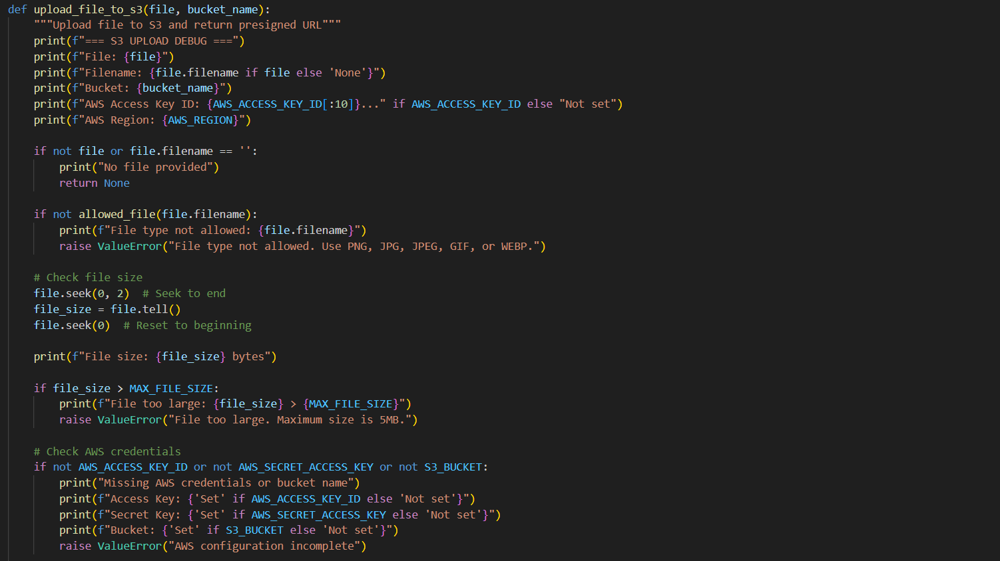 def upload_file_to_s3(file, bucket_name):
    """Upload file to S3 and return presigned URL"""
    print(f"=== S3 UPLOAD DEBUG ===")
    print(f"File: {file}")
    print(f"Filename: {file.filename if file else 'None'}")
    print(f"Bucket: {bucket_name}")
    print(f"AWS Access Key ID: {AWS_ACCESS_KEY_ID[:10]}..." if AWS_ACCESS_KEY_ID else "Not set")
    print(f"AWS Region: {AWS_REGION}")

    if not file or file.filename == '':
        print("No file provided")
        return None

    if not allowed_file(file.filename):
        print(f"File type not allowed: {file.filename}")
        raise ValueError("File type not allowed. Use PNG, JPG, JPEG, GIF, or WEBP.")

    # Check file size
    file.seek(0, 2)  # Seek to end
    file_size = file.tell()
    file.seek(0)  # Reset to beginning

    print(f"File size: {file_size} bytes")

    if file_size > MAX_FILE_SIZE:
        print(f"File too large: {file_size} > {MAX_FILE_SIZE}")
        raise ValueError("File too large. Maximum size is 5MB.")

    # Check AWS credentials
    if not AWS_ACCESS_KEY_ID or not AWS_SECRET_ACCESS_KEY or not S3_BUCKET:
        print("Missing AWS credentials or bucket name")
        print(f"Access Key: {'Set' if AWS_ACCESS_KEY_ID else 'Not set'}")
        print(f"Secret Key: {'Set' if AWS_SECRET_ACCESS_KEY else 'Not set'}")
        print(f"Bucket: {'Set' if S3_BUCKET else 'Not set'}")
        raise ValueError("AWS configuration incomplete")